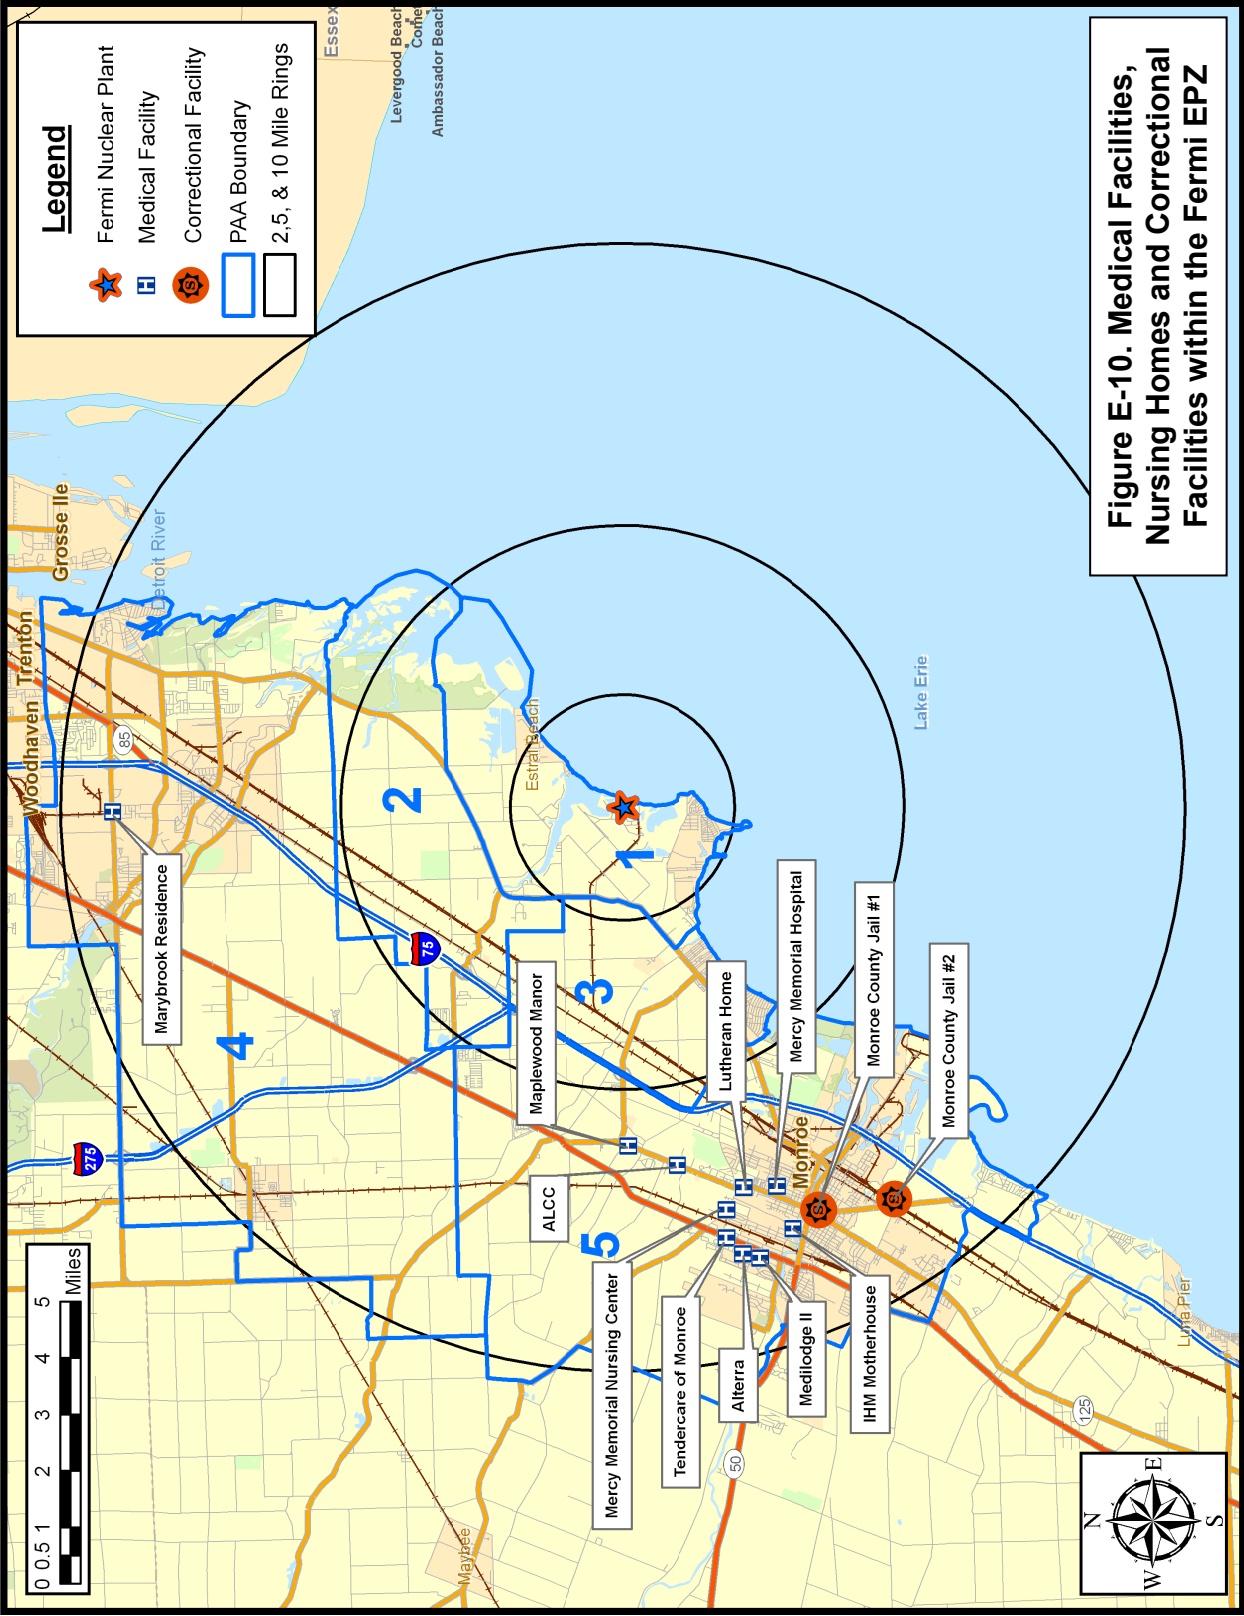 Legend
Fermi Nuclear Plant
Medical Facility
Correctional Facility
PAA Boundary
2,5, & 10 Mile Rings
Essex
Levergood Beach
Comet
Ambassador Beach
Grosse Ile
Detroit River
Trenton
Woodhaven
85
Marybrook Residence
2
Estral Beach
1
75
4
3
275
Maplewood Manor
ALCC
5
Lutheran Home
Mercy Memorial Hospital
Monroe County Jail #1
Monroe County Jail #2
Monroe
Mercy Memorial Nursing Center
Tendercare of Monroe
Alterra
Medilodge II
IHM Motherhouse
Lake Erie
Luna Pier
125
50
Maybee
0 0.5 1 2 3 4 5
Miles
N
E
S
W
Figure E-10. Medical Facilities,
Nursing Homes and Correctional
Facilities within the Fermi EPZ
H
H
H
H
H
H
H
H
H
H
H
S
S
S